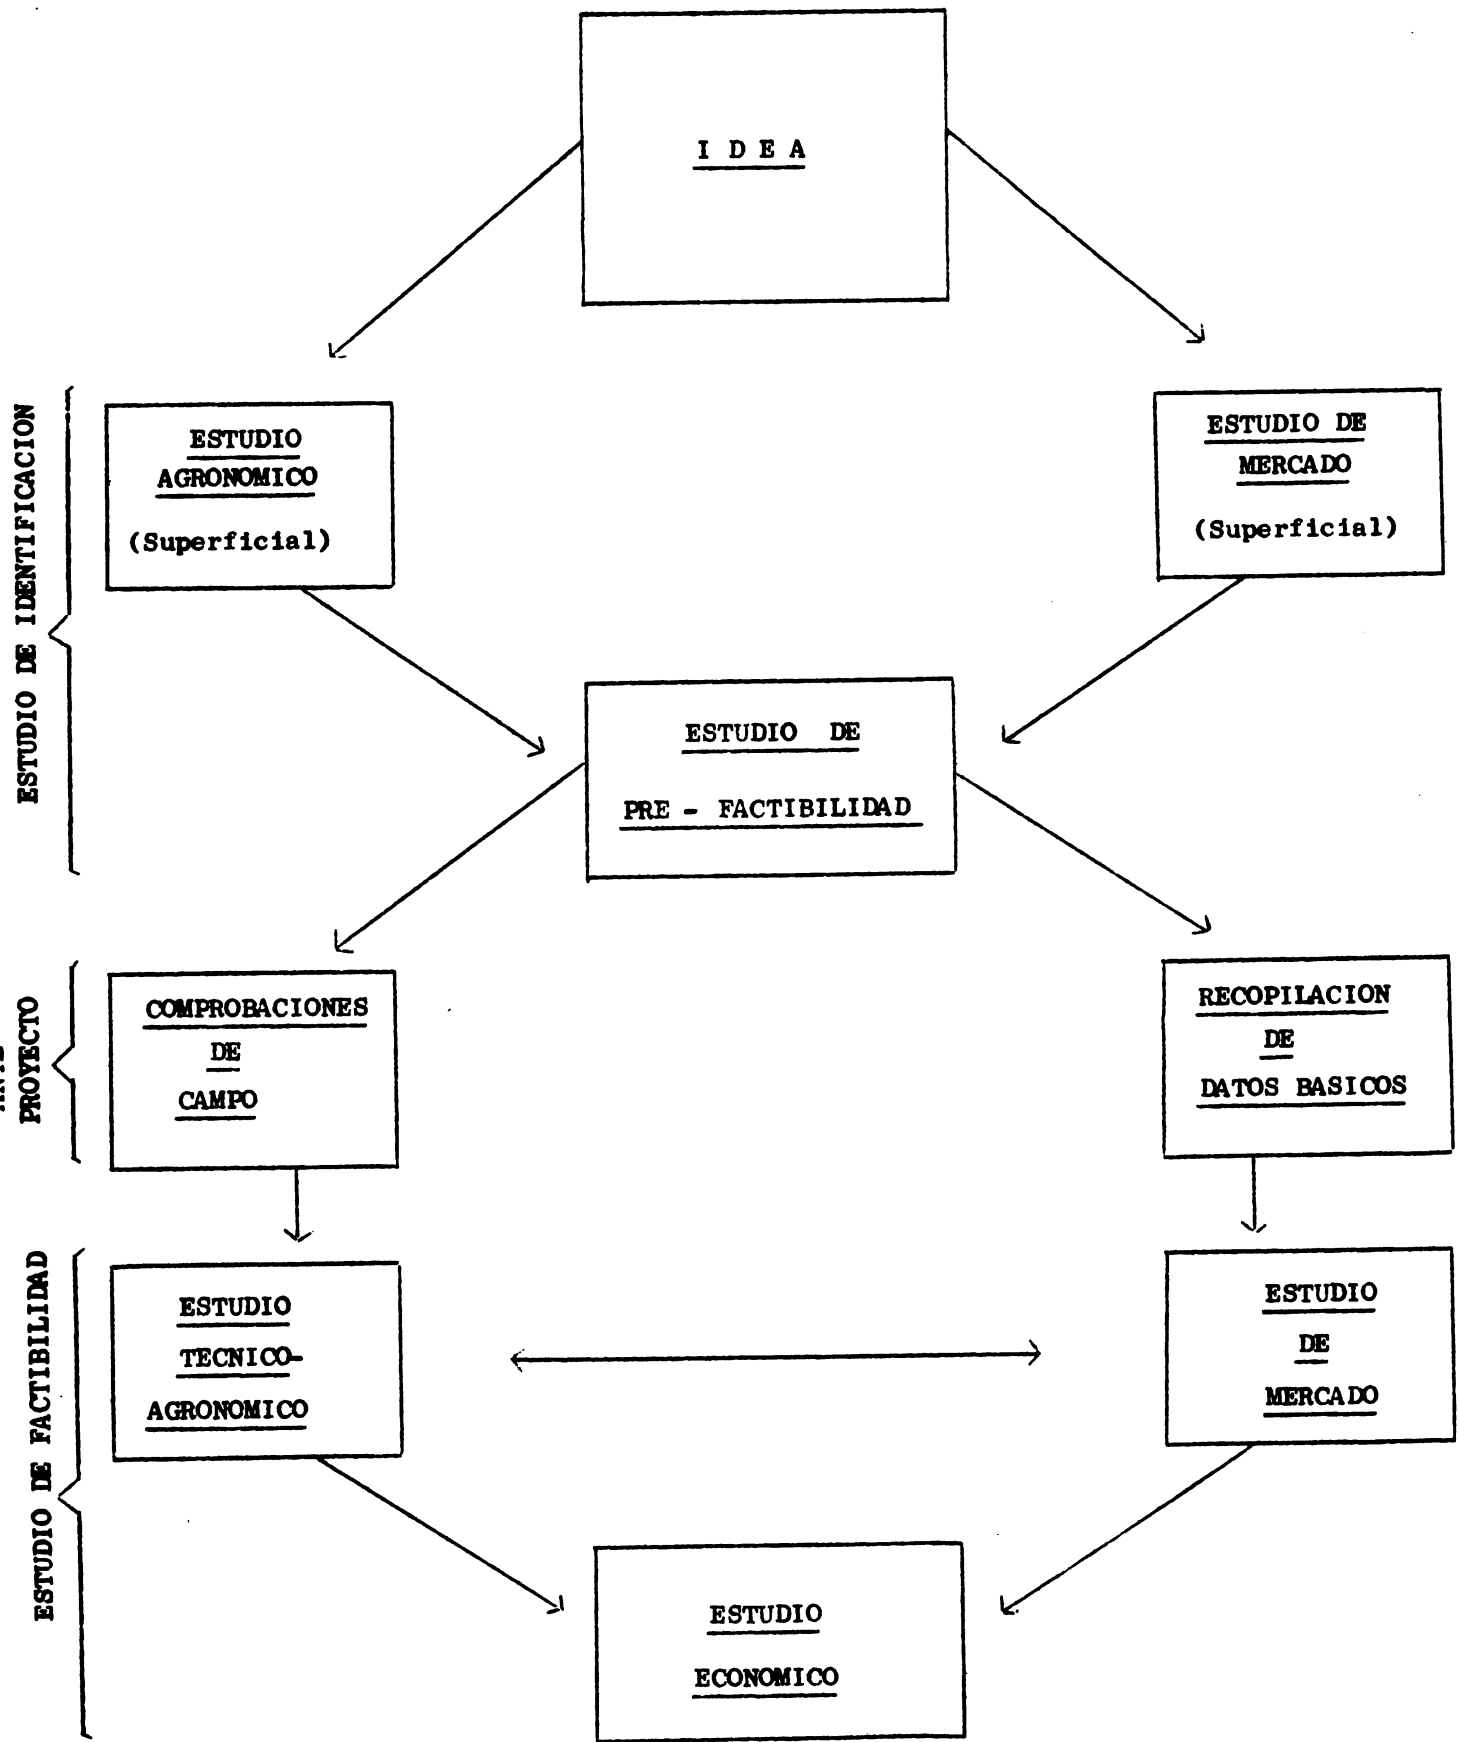 I D E A
ESTUDIO DE IDENTIFICACION
ESTUDIO
AGRONOMICO
(Superficial)
ESTUDIO DE
MERCADO
(Superficial)
ESTUDIO DE
PRE - FACTIBILIDAD
PROYECTO
COMPROBACIONES
DE
CAMPO
RECOPILACION
DE
DATOS BASICOS
ESTUDIO DE FACTIBILIDAD
ESTUDIO
TECNICO-
AGRONOMICO
ESTUDIO
DE
MERCADO
ESTUDIO
ECONOMICO